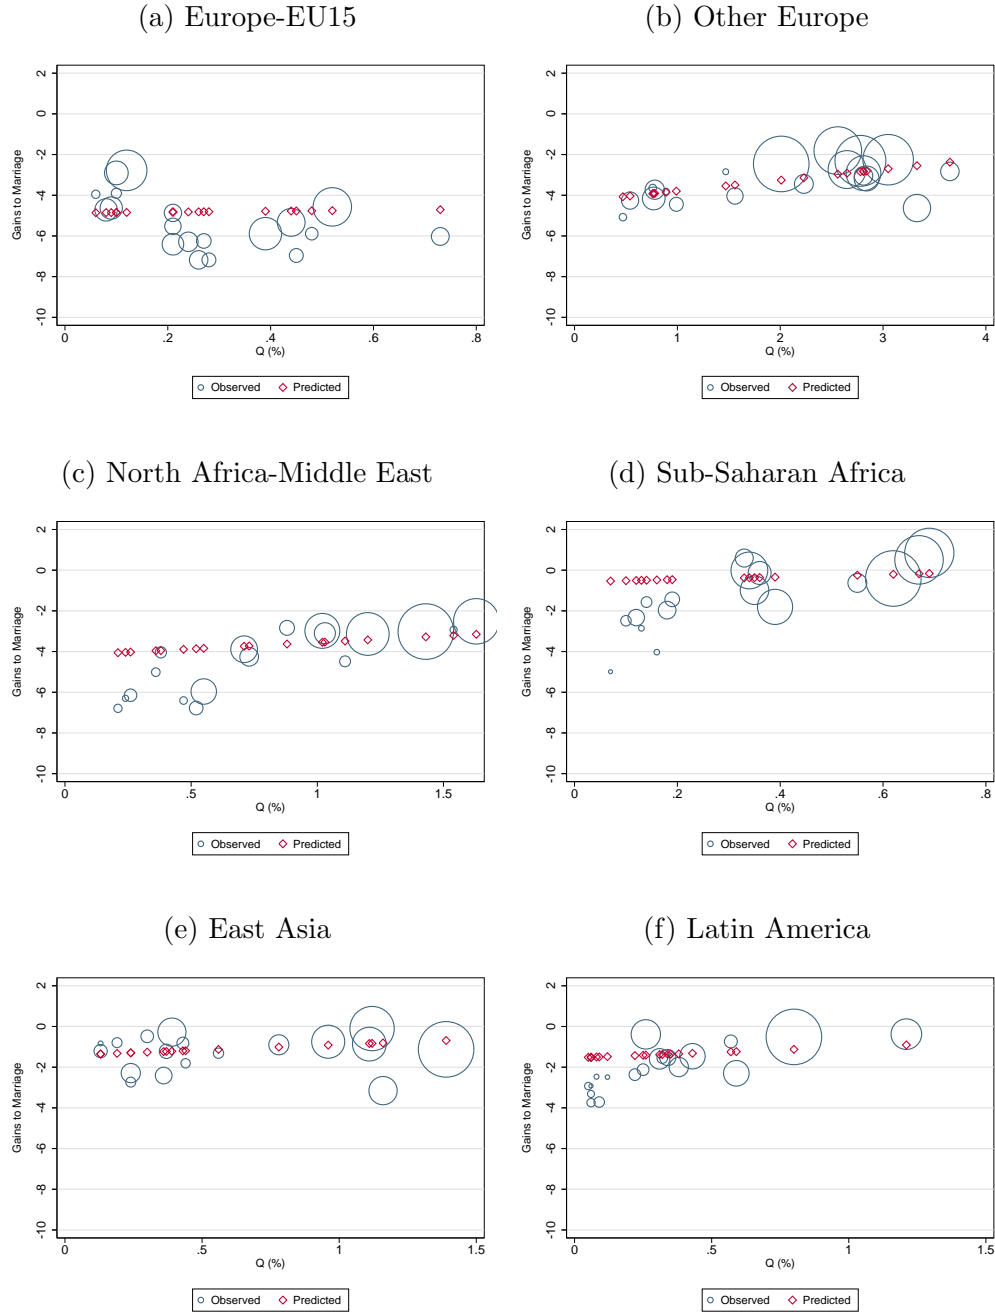 (a) Europe-EU15
(b) Other Europe
Gains to Marriage
2
0
-2
-4
-6
-8
-10
0 .2 .4 .6 .8
Q (%)
Observed Predicted
Gains to Marriage
2
0
-2
-4
-6
-8
-10
0 1 2 3 4
Q (%)
Observed Predicted
(c) North Africa-Middle East
(d) Sub-Saharan Africa
Gains to Marriage
2
0
-2
-4
-6
-8
-10
0 .5 1 1.5
Q (%)
Observed Predicted
Gains to Marriage
2
0
-2
-4
-6
-8
-10
0 .2 .4 .6 .8
Q (%)
Observed Predicted
(e) East Asia
(f) Latin America
Gains to Marriage
2
0
-2
-4
-6
-8
-10
0 .5 1 1.5
Q (%)
Observed Predicted
Gains to Marriage
2
0
-2
-4
-6
-8
-10
0 .5 1 1.5
Q (%)
Observed Predicted